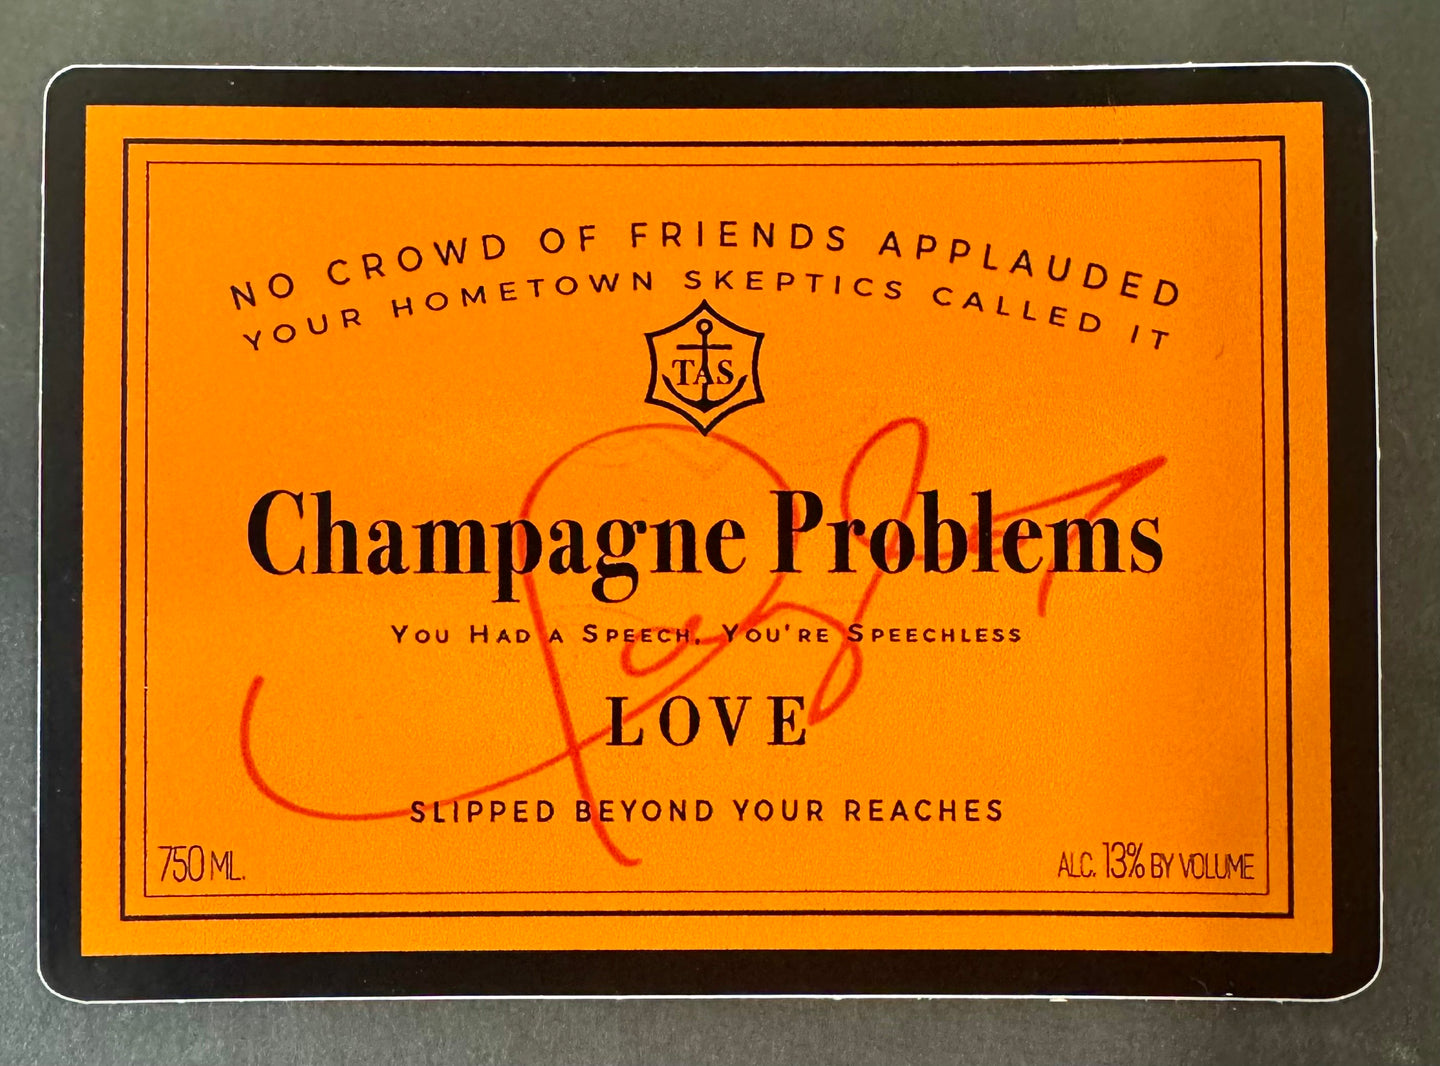 NO CROWD OF FRIENDS APPLAUDED
YOUR HOMETOWN SKEPTICS CALLED IT
TAS
Champagne Problems
YOU HAD A SPEECH, YOU'RE SPEECHLESS
LOVE
SLIPPED BEYOND YOUR REACHES
750 ML.
ALC. 13% BY VOLUME